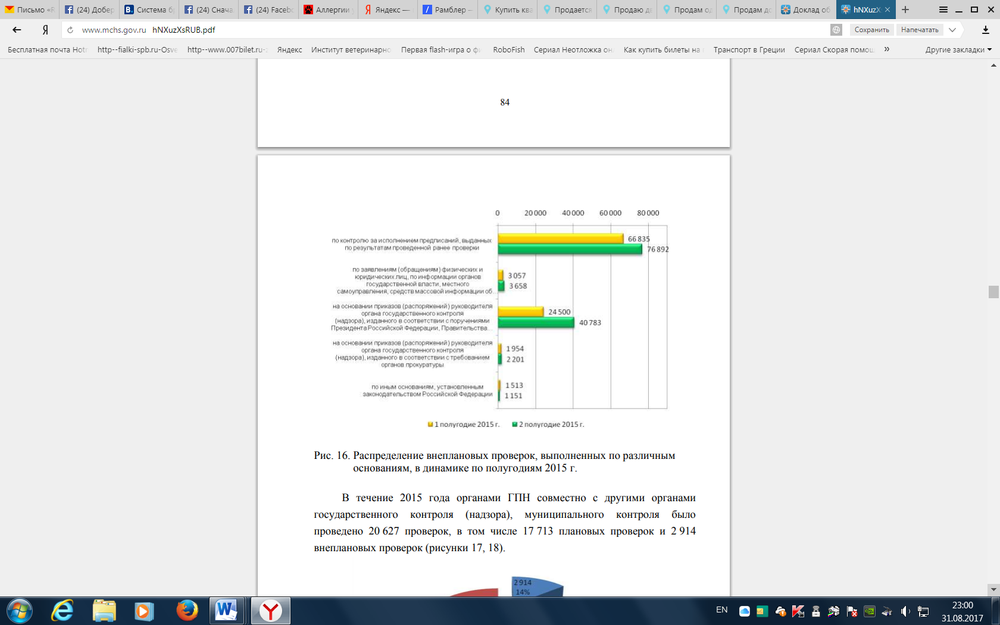 Письмо «R
(24) Добер
Система б
(24) Снача
(24) Facebo
Аллергии у
Яндекс —
Рамблер —
Купить ква
Продается
Продаю дв
Продам од
Продам до
Доклад об
hNXuzX
www.mchs.gov.ru hNXuzXsRUB.pdf
Сохранить
Напечатать
Бесплатная почта Hotm
http--fialki-spb.ru-Osve
http--www.007bilet.ru-z
Яндекс
Институт ветеринарно
Первая flash-игра о фи
RoboFish
Сериал Неотложка он
Как купить билеты на
Транспорт в Греции
Сериал Скорая помощ
»
Другие закладки
84
0 20 000 40 000 60 000 80 000
по контролю за исполнением предписаний, выданных
по результатам проведенной ранее проверки
66 835
76 892
по заявлениям (обращениям) физических и
юридических лиц, по информации органов
государственной власти, местного
самоуправления, средств массовой информации об…
3 057
3 658
на основании приказов (распоряжений) руководителя
органа государственного контроля
(надзора), изданного в соответствии с поручениями
Президента Российской Федерации, Правительства…
24 500
40 783
на основании приказов (распоряжений) руководителя
органа государственного контроля
(надзора), изданного в соответствии с требованием
органов прокуратуры
1 954
2 201
по иным основаниям, установленным
законодательством Российской Федерации
1 513
1 151
1 полугодие 2015 г. 2 полугодие 2015 г.
Рис. 16. Распределение внеплановых проверок, выполненных по различным
основаниям, в динамике по полугодиям 2015 г.
В течение 2015 года органами ГПН совместно с другими органами
государственного контроля (надзора), муниципального контроля было
проведено 20 627 проверок, в том числе 17 713 плановых проверок и 2 914
внеплановых проверок (рисунки 17, 18).
2 914
14%
EN
23:00
31.08.2017